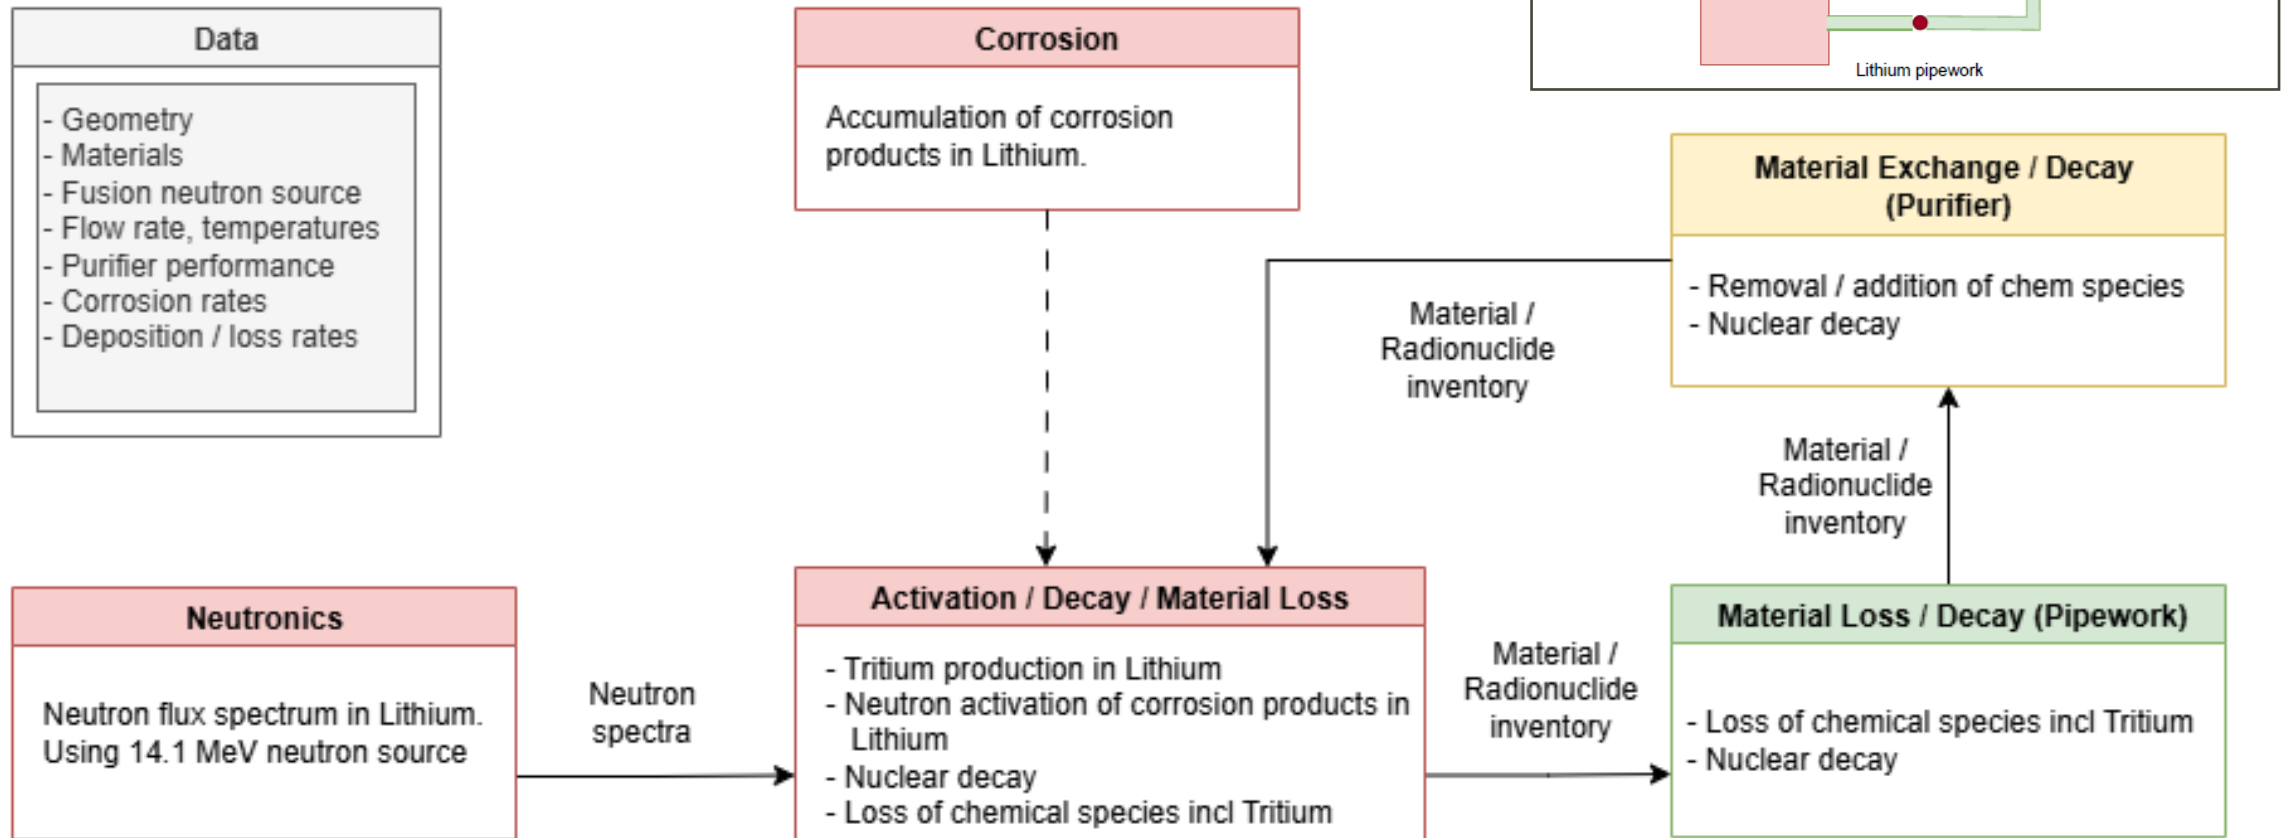 Data
- Geometry
- Materials
- Fusion neutron source
- Flow rate, temperatures
- Purifier performance
- Corrosion rates
- Deposition / loss rates
Corrosion
Accumulation of corrosion
products in Lithium.
Lithium pipework
Material Exchange / Decay
(Purifier)
- Removal / addition of chem species
- Nuclear decay
Material /
Radionuclide
inventory
Material /
Radionuclide
inventory
Neutronics
Neutron flux spectrum in Lithium.
Using 14.1 MeV neutron source
Neutron
spectra
Activation / Decay / Material Loss
- Tritium production in Lithium
- Neutron activation of corrosion products in
Lithium
- Nuclear decay
- Loss of chemical species incl Tritium
Material /
Radionuclide
inventory
Material Loss / Decay (Pipework)
- Loss of chemical species incl Tritium
- Nuclear decay